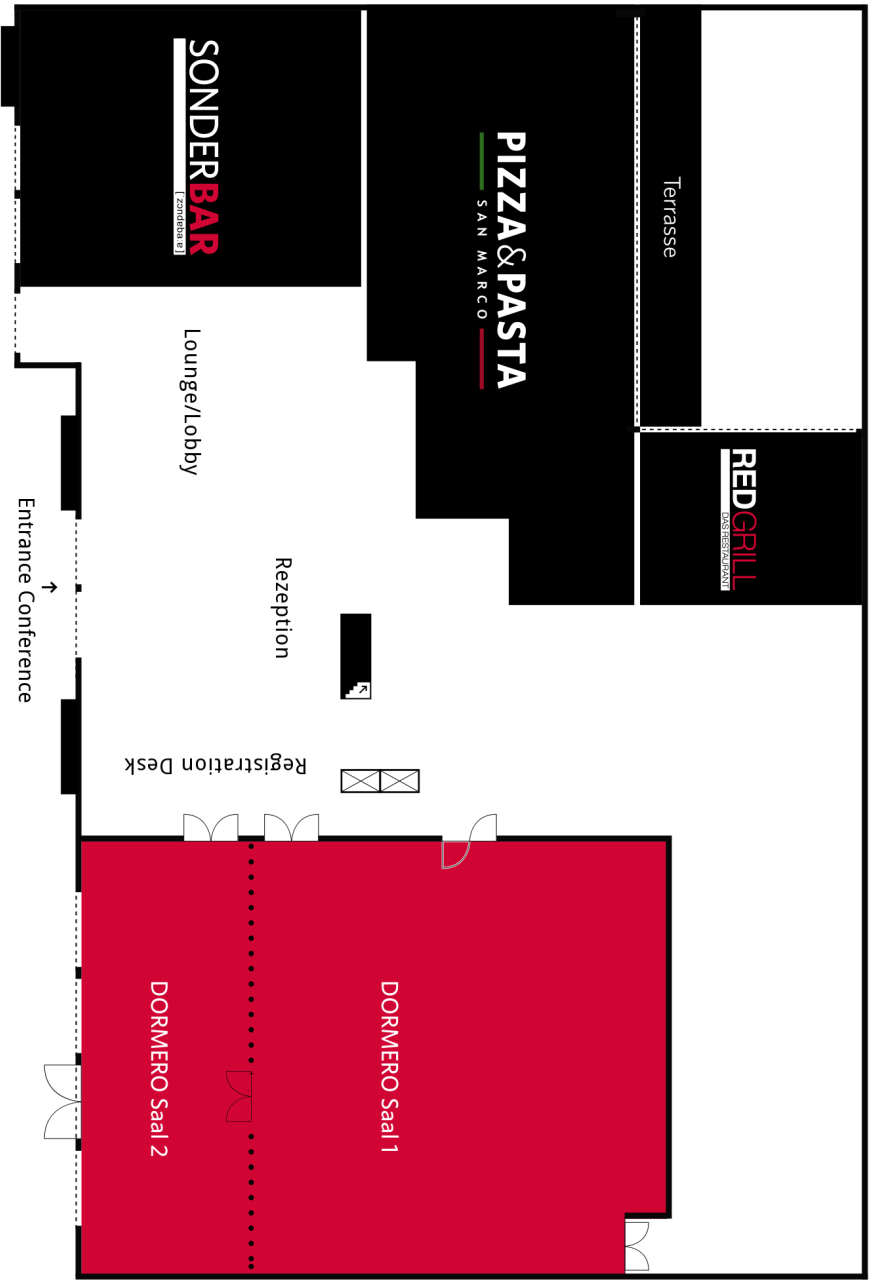 SONDERBAR
[ a:eqapuoz ]
PIZZA&PASTA
SAN MARCO
Terrasse
REDGRILL
DAS RESTAURANT
Lounge/Lobby
Entrance Conference
Rezeption
Registration Desk
DORMERO Saal 2
DORMERO Saal 1